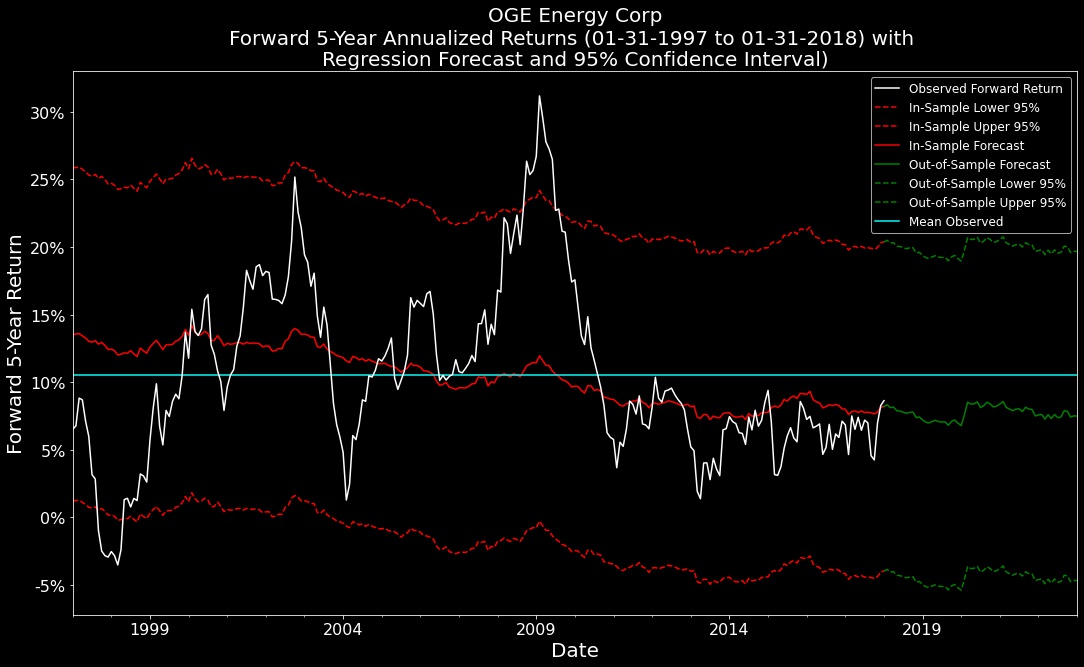 OGE Energy Corp
Forward 5-Year Annualized Returns (01-31-1997 to 01-31-2018) with
Regression Forecast and 95% Confidence Interval)
Observed Forward Return
In-Sample Lower 95%
In-Sample Upper 95%
In-Sample Forecast
Out-of-Sample Forecast
Out-of-Sample Lower 95%
Out-of-Sample Upper 95%
Mean Observed
Forward 5-Year Return
30%
25%
20%
15%
10%
5%
0%
-5%
1999
2004
2009
2014
2019
Date